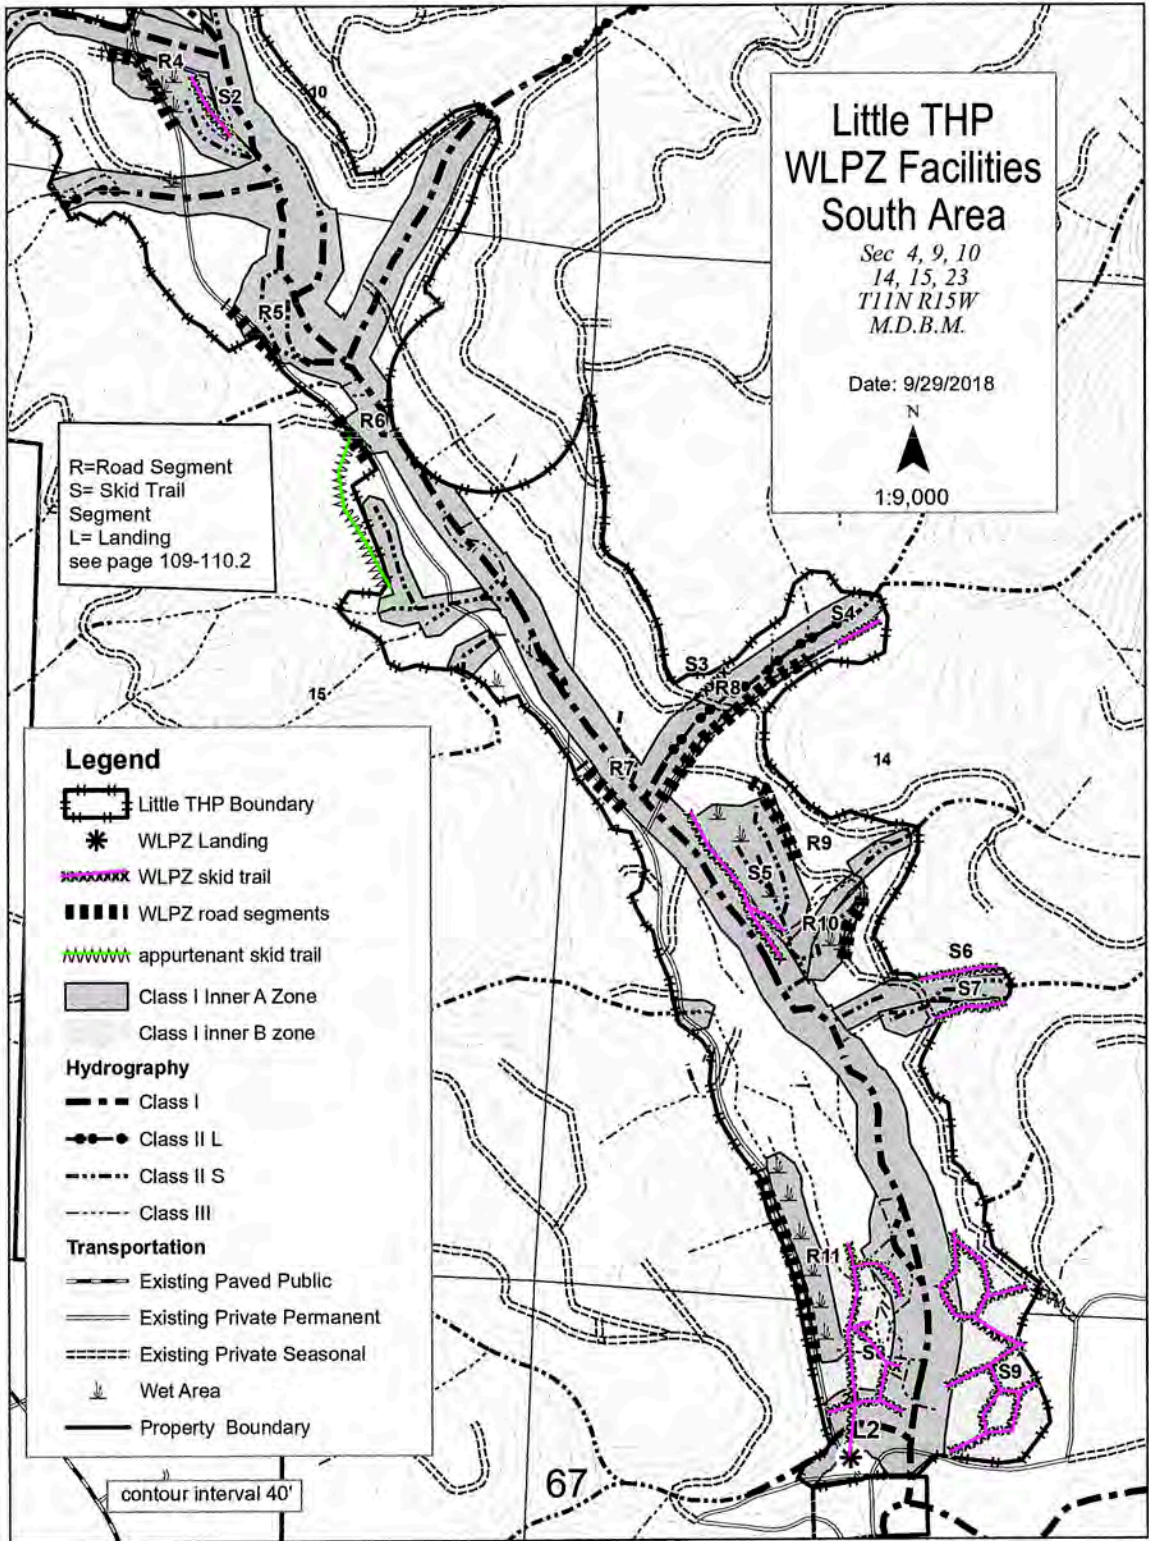 R4
S2
10
Little THP
WLPZ Facilities
South Area
Sec 4, 9, 10
14, 15, 23
T11N R15W
M.D.B.M.
Date: 9/29/2018
N
1:9,000
R5
R6
R=Road Segment
S= Skid Trail
Segment
L= Landing
see page 109-110.2
S4
S3
R8
15
R7
14
R9
S5
R10
S6
S7
Legend
Little THP Boundary
WLPZ Landing
WLPZ skid trail
WLPZ road segments
appurtenant skid trail
Class I Inner A Zone
Class I inner B zone
Hydrography
Class I
Class II L
Class II S
Class III
Transportation
Existing Paved Public
Existing Private Permanent
Existing Private Seasonal
Wet Area
Property Boundary
R11
S9
L2
67
contour interval 40'